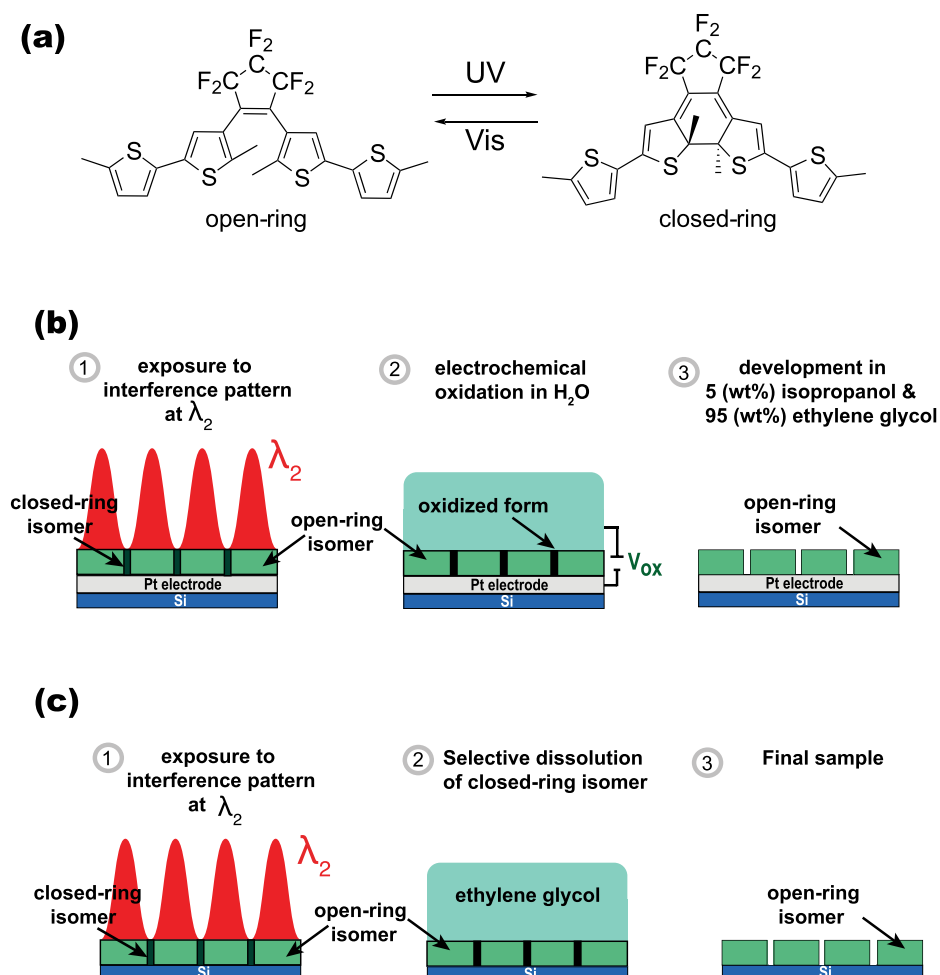 (a)
F2
F2C C CF2
UV
Vis
S
S
S
S
open-ring
F2
F2C C CF2
S
S
S
S
closed-ring
(b)
1
exposure to
interference pattern
at λ2
λ2
closed-ring
isomer
open-ring
isomer
Pt electrode
Si
2
electrochemical
oxidation in H2O
oxidized form
Vox
Pt electrode
Si
3
development in
5 (wt%) isopropanol &
95 (wt%) ethylene glycol
open-ring
isomer
Pt electrode
Si
(c)
1
exposure to
interference pattern
at λ2
λ2
closed-ring
isomer
open-ring
isomer
Si
2
Selective dissolution
of closed-ring isomer
ethylene glycol
Si
3
Final sample
open-ring
isomer
Si